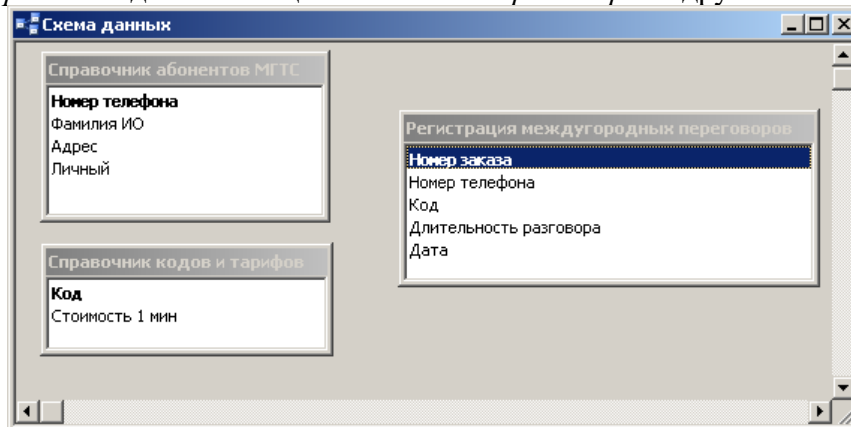 Схема данных
Справочник абонентов МГТС
Номер телефона
Фамилия ИО
Адрес
Личный
Регистрация междугородных переговоров
Номер заказа
Номер телефона
Код
Длительность разговора
Дата
Справочник кодов и тарифов
Код
Стоимость 1 мин